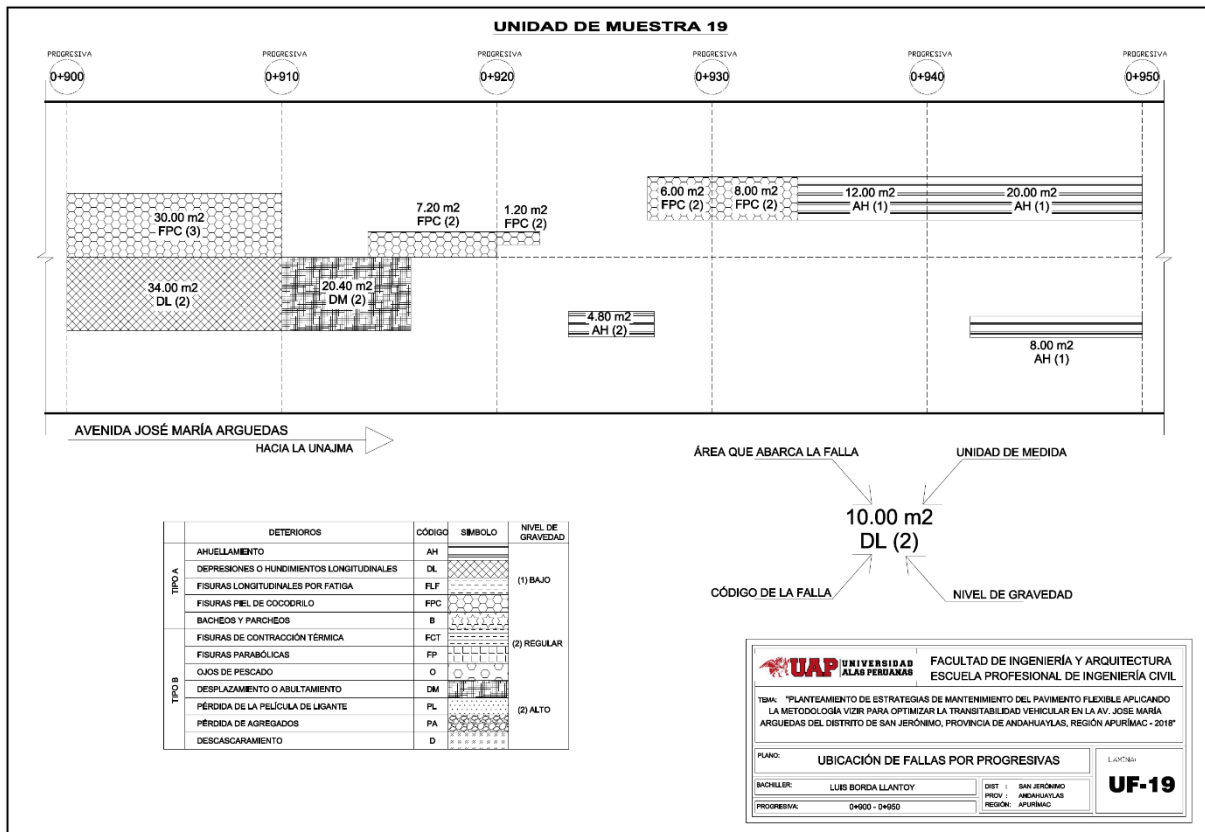 UNIDAD DE MUESTRA 19
PROGRESIVA PROGRESIVA PROGRESIVA PROGRESIVA PROGRESIVA PROGRESIVA
0+900 0+910 0+920 0+930 0+940 0+950
30.00 m2
FPC (3)
7.20 m2
FPC (2)
1.20 m2
FPC (2)
6.00 m2
FPC (2)
8.00 m2
FPC (2)
12.00 m2
AH (1)
20.00 m2
AH (1)
34.00 m2
DL (2)
20.40 m2
DM (2)
4.80 m2
AH (2)
8.00 m2
AH (1)
AVENIDA JOSÉ MARÍA ARGUEDAS
HACIA LA UNAJMA
ÁREA QUE ABARCA LA FALLA
UNIDAD DE MEDIDA
10.00 m2
DL (2)
CÓDIGO DE LA FALLA
NIVEL DE GRAVEDAD
DETERIOROS CÓDIGO SÍMBOLO NIVEL DE GRAVEDAD
TIPO A
AHUELLAMIENTO AH
DEPRESIONES O HUNDIMIENTOS LONGITUDINALES DL
FISURAS LONGITUDINALES POR FATIGA FLF
FISURAS PIEL DE COCODRILO FPC
BACHEOS Y PARCHEOS B
(1) BAJO
TIPO B
FISURAS DE CONTRACCIÓN TÉRMICA FCT
FISURAS PARABÓLICAS FP
OJOS DE PESCADO O
DESPLAZAMIENTO O ABULTAMIENTO DM
PÉRDIDA DE LA PELÍCULA DE LIGANTE PL
PÉRDIDA DE AGREGADOS PA
DESCASCARAMIENTO D
(2) REGULAR
(2) ALTO
UAP UNIVERSIDAD
ALAS PERUANAS
FACULTAD DE INGENIERÍA Y ARQUITECTURA
ESCUELA PROFESIONAL DE INGENIERÍA CIVIL
TEMA: "PLANTEAMIENTO DE ESTRATEGIAS DE MANTENIMIENTO DEL PAVIMENTO FLEXIBLE APLICANDO
LA METODOLOGÍA VIZIR PARA OPTIMIZAR LA TRANSITABILIDAD VEHICULAR EN LA AV. JOSE MARÍA
ARGUEDAS DEL DISTRITO DE SAN JERÓNIMO, PROVINCIA DE ANDAHUAYLAS, REGIÓN APURÍMAC - 2018"
PLANO: UBICACIÓN DE FALLAS POR PROGRESIVAS
LAMINA:
UF-19
BACHILLER: LUIS BORDA LLANTOY
PROGRESIVA: 0+900 - 0+950
DIST : SAN JERÓNIMO
PROV : ANDAHUAYLAS
REGIÓN: APURÍMAC